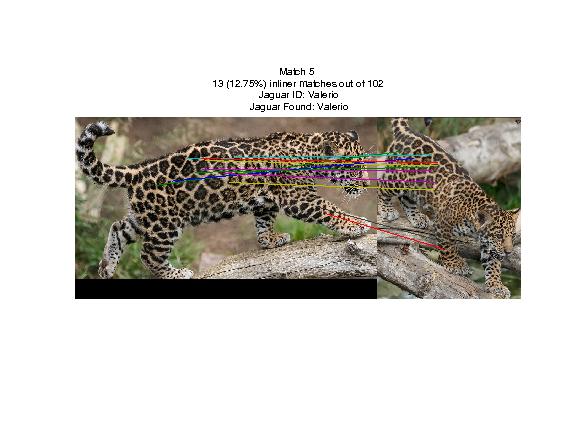 Match 5
13 (12.75%) inliner matches out of 102
Jaguar ID: Valerio
Jaguar Found: Valerio